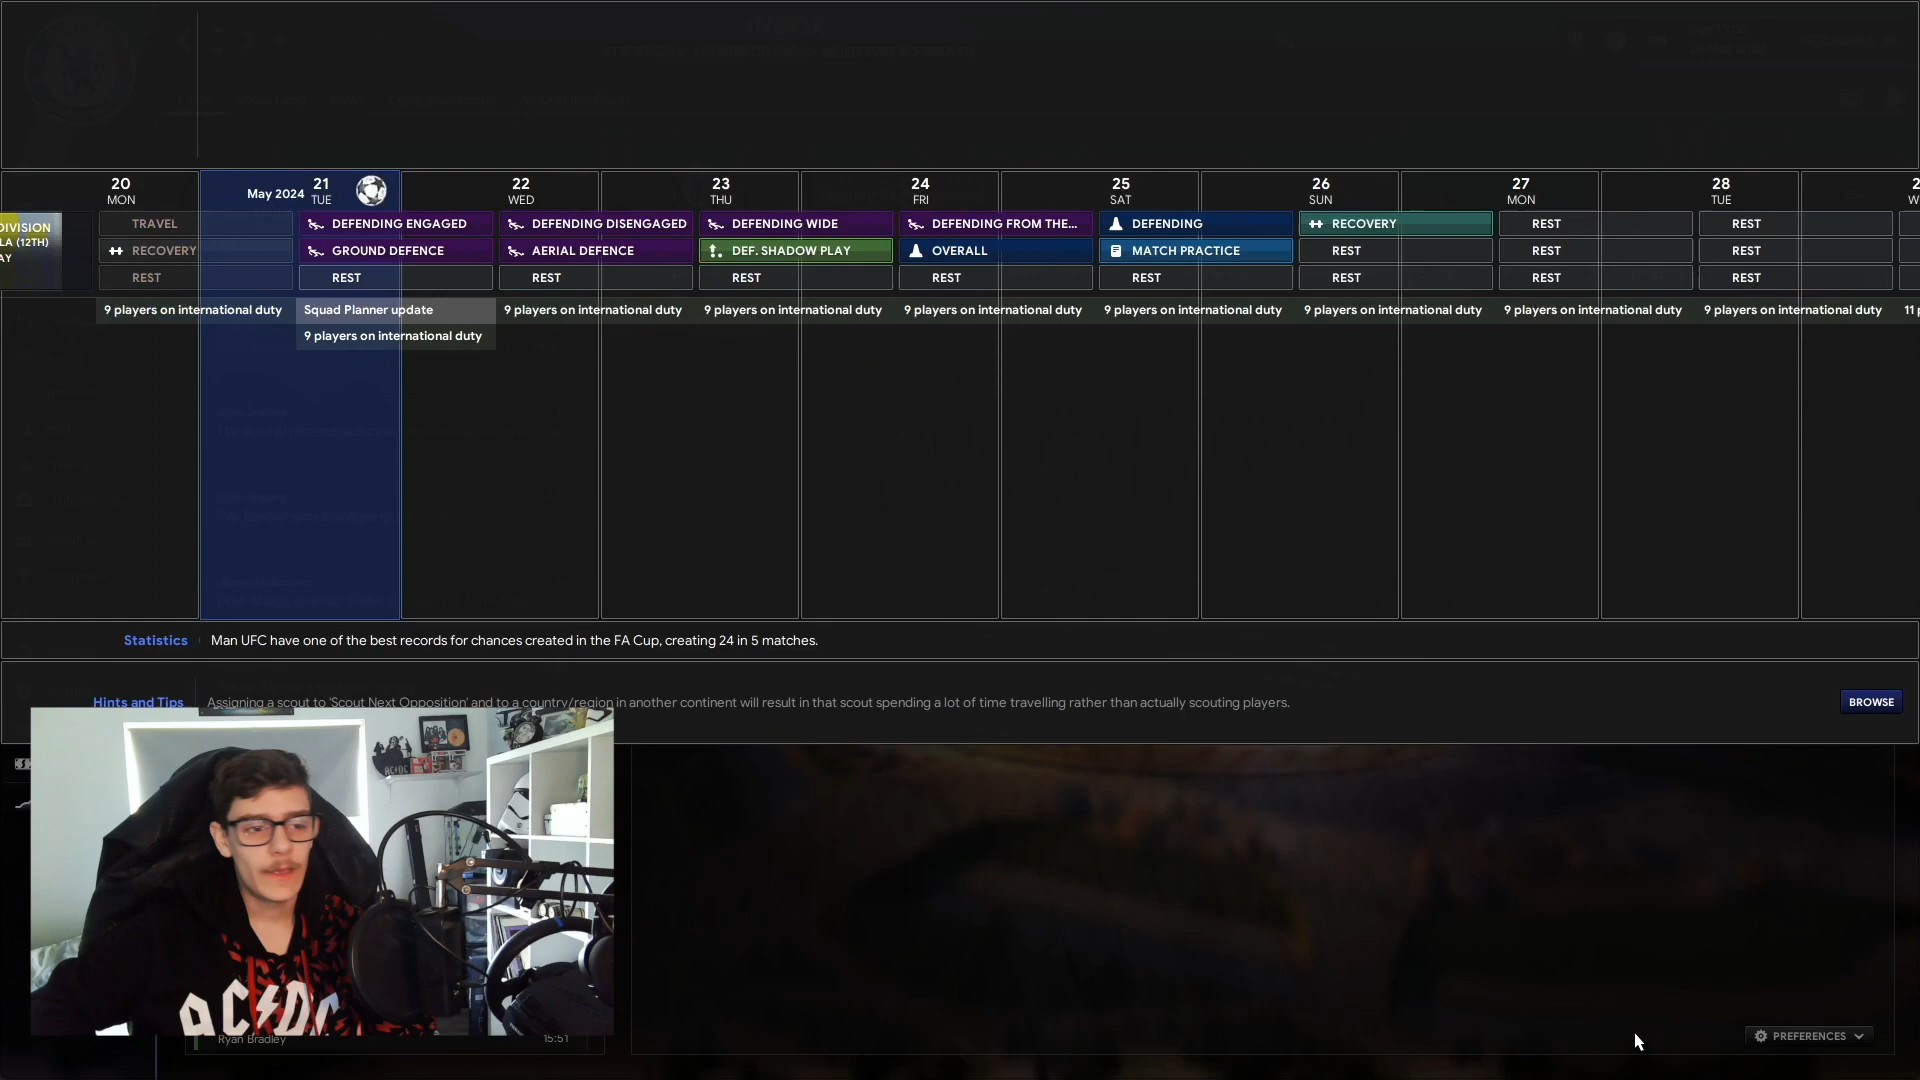 20
MON
May 2024
21
TUE
22
WED
23
THU
24
FRI
25
SAT
26
SUN
27
MON
28
TUE
DIVISION
LA (12TH)
AY
TRAVEL
DEFENDING ENGAGED
DEFENDING DISENGAGED
DEFENDING WIDE
DEFENDING FROM THE...
DEFENDING
RECOVERY
REST
REST
RECOVERY
GROUND DEFENCE
AERIAL DEFENCE
DEF. SHADOW PLAY
OVERALL
MATCH PRACTICE
REST
REST
REST
REST
REST
REST
REST
REST
REST
REST
REST
REST
9 players on international duty
Squad Planner update
9 players on international duty
9 players on international duty
9 players on international duty
9 players on international duty
9 players on international duty
9 players on international duty
9 players on international duty
11 p
9 players on international duty
Statistics
Man UFC have one of the best records for chances created in the FA Cup, creating 24 in 5 matches.
Hints and Tips
Assigning a scout to 'Scout Next Opposition' and to a country/region in another continent will result in that scout spending a lot of time travelling rather than actually scouting players.
BROWSE
AC/DC
AC/DC
Ryan Bradley
15:51
PREFERENCES